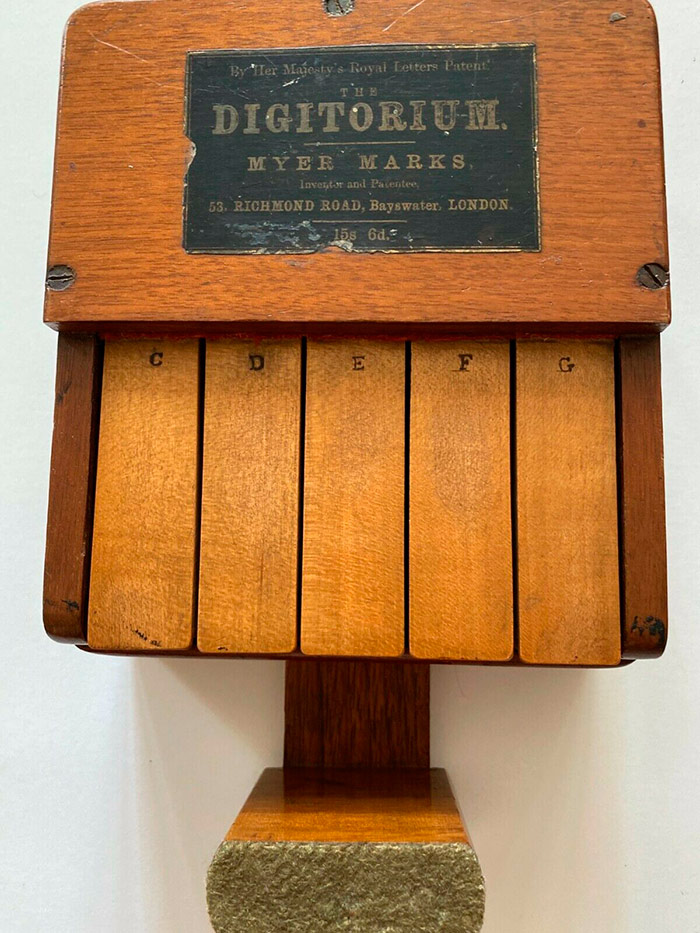 By Her Majesty's Royal Letters Patent.
THE
DIGITORIUM.
MYER MARKS,
Inventor and Patentee,
53, RICHMOND ROAD, Bayswater, LONDON.
15s 6d.
C D E F G